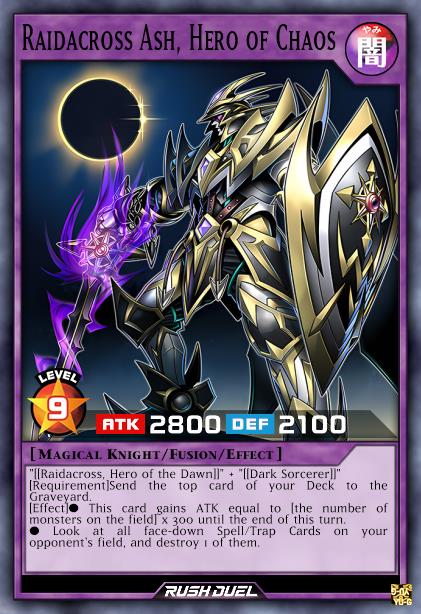 Raidacross Ash, Hero of Chaos
やみ
闇
LEVEL
9
ATK 2800 DEF 2100
[ Magical Knight/Fusion/Effect ]
"[[Raidacross, Hero of the Dawn]]" + "[[Dark Sorcerer]]"
[Requirement]Send the top card of your Deck to the
Graveyard.
[Effect]● This card gains ATK equal to [the number of
monsters on the field] x 300 until the end of this turn.
● Look at all face-down Spell/Trap Cards on your
opponent's field, and destroy 1 of them.
RUSH DUEL